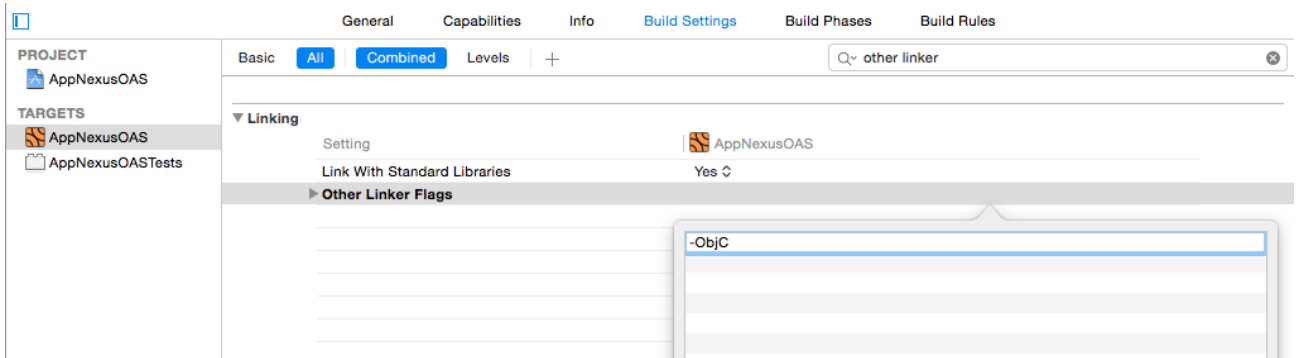 General Capabilities Info Build Settings Build Phases Build Rules
PROJECT
AppNexusOAS
TARGETS
AppNexusOAS
AppNexusOASTests
Basic All Combined Levels + other linker
Linking
Setting AppNexusOAS
Link With Standard Libraries Yes
Other Linker Flags
-ObjC